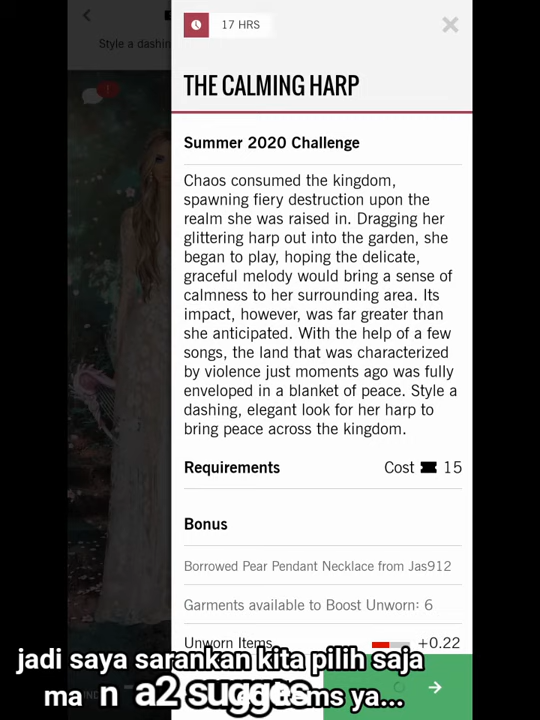 17 HRS
Style a dashin
THE CALMING HARP
Summer 2020 Challenge
Chaos consumed the kingdom,
spawning fiery destruction upon the
realm she was raised in. Dragging her
glittering harp out into the garden, she
began to play, hoping the delicate,
graceful melody would bring a sense of
calmness to her surrounding area. Its
impact, however, was far greater than
she anticipated. With the help of a few
songs, the land that was characterized
by violence just moments ago was fully
enveloped in a blanket of peace. Style a
dashing, elegant look for her harp to
bring peace across the kingdom.
Requirements Cost 15
Bonus
Borrowed Pear Pendant Necklace from Jas912
Garments available to Boost Unworn: 6
Unworn Items +0.22
jadi saya sarankan kita pilih saja
ya...